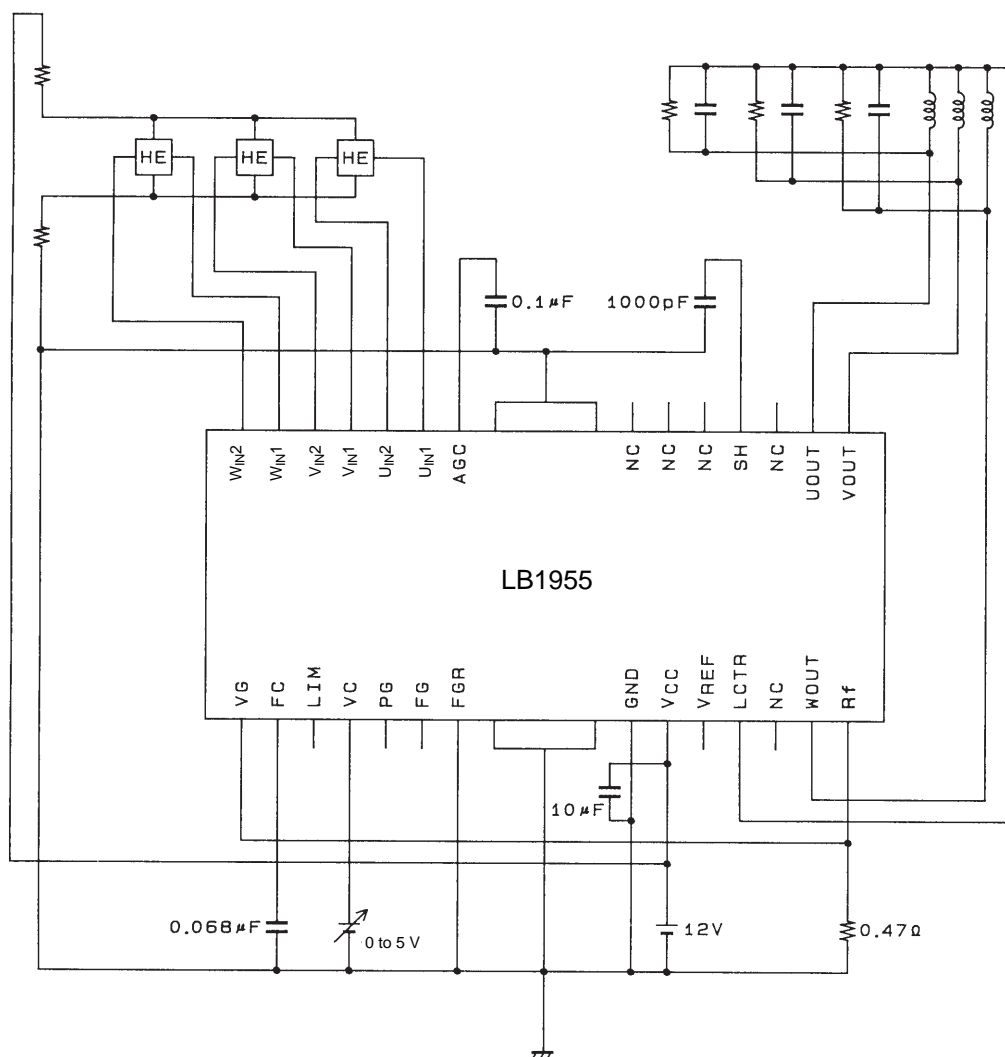 HE HE HE
0.1μF 1000pF
WIN2 WIN1 VIN2 VIN1 UIN2 UIN1 AGC NC NC NC SH NC UOUT VOUT
LB1955
VG FC LIM VC PG FG FGR GND VCC VREF LCTR NC WOUT Rf
10μF
0.068μF 0 to 5 V 12V 0.47Ω